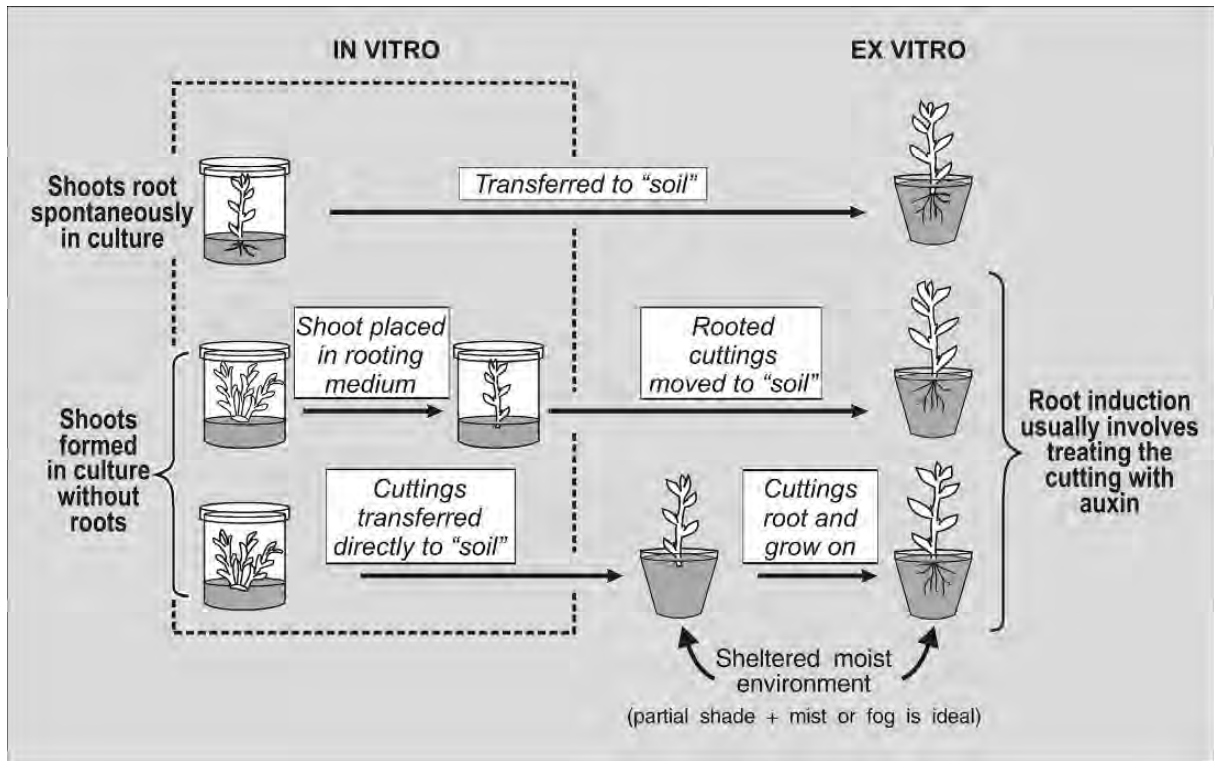 IN VITRO
EX VITRO
Shoots root
spontaneously
in culture
Transferred to “soil”
Shoots
formed
in culture
without
roots
Shoot placed
in rooting
medium
Rooted
cuttings
moved to “soil”
Cuttings
transferred
directly to “soil”
Cuttings
root and
grow on
Root induction
usually involves
treating the
cutting with
auxin
Sheltered moist
environment
(partial shade + mist or fog is ideal)